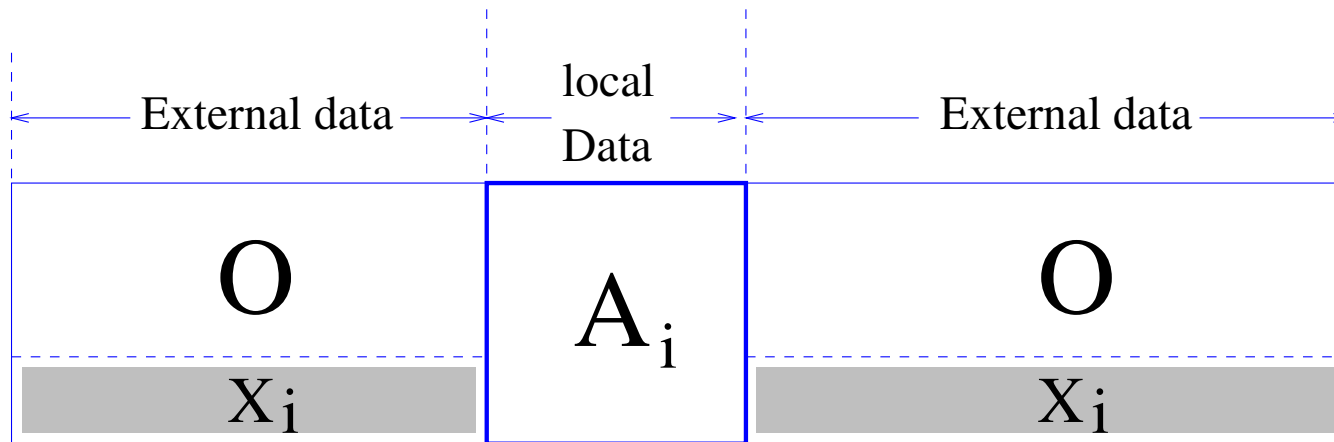 External data
local
Data
External data
O
A i
O
X i
X i